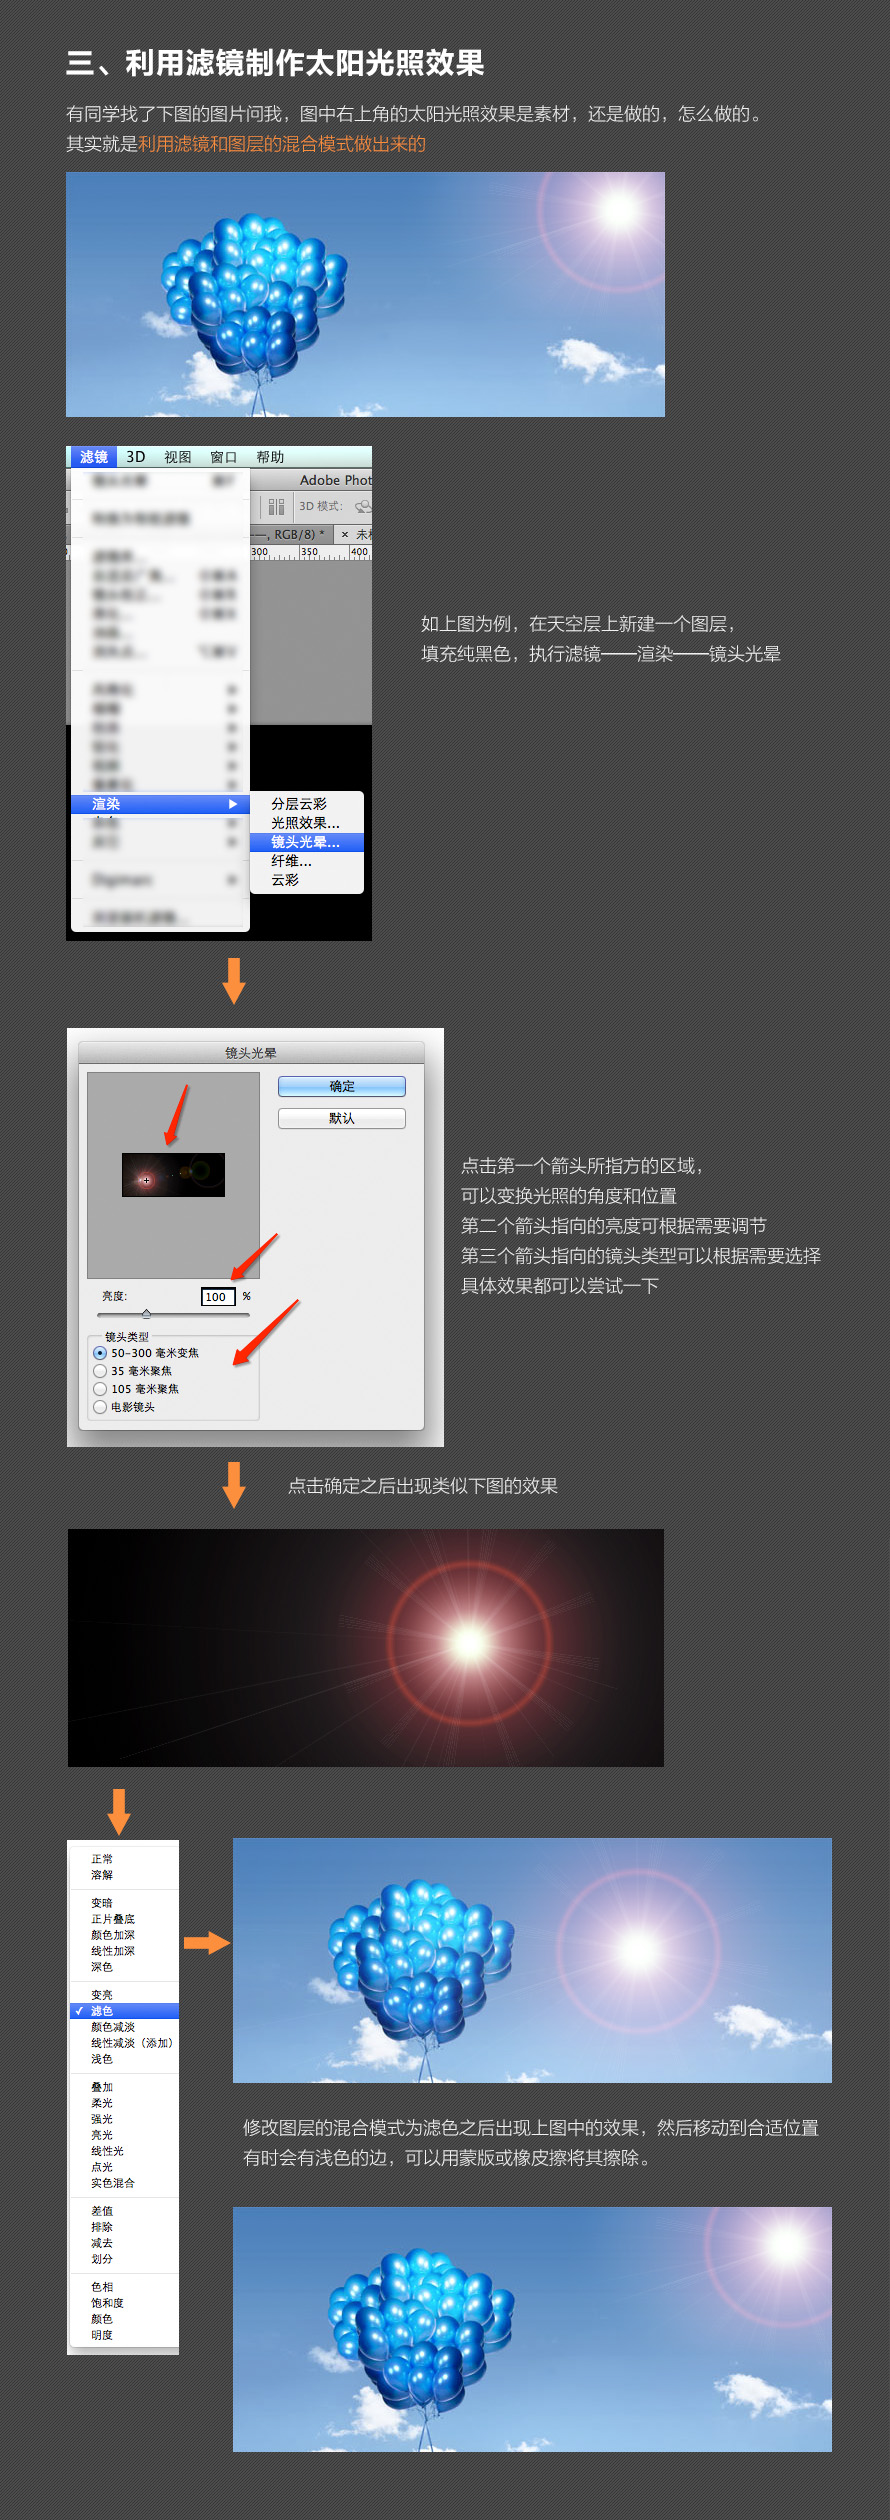 三、利用滤镜制作太阳光照效果
有同学找了下图的图片问我，图中右上角的太阳光照效果是素材，还是做的，怎么做的。
其实就是利用滤镜和图层的混合模式做出来的
滤镜 3D 视图 窗口 帮助
Adobe Phot
3D 模式:
—, RGB/8) * × 未
300 350 400
如上图为例，在天空层上新建一个图层，
填充纯黑色，执行滤镜——渲染——镜头光晕
渲染
分层云彩
光照效果...
镜头光晕...
纤维...
云彩
镜头光晕
确定
默认
亮度: 100 %
镜头类型
50-300 毫米变焦
35 毫米聚焦
105 毫米聚焦
电影镜头
点击第一个箭头所指方的区域，
可以变换光照的角度和位置
第二个箭头指向的亮度可根据需要调节
第三个箭头指向的镜头类型可以根据需要选择
具体效果都可以尝试一下
点击确定之后出现类似下图的效果
正常
溶解
变暗
正片叠底
颜色加深
线性加深
深色
变亮
✓ 滤色
颜色减淡
线性减淡（添加）
浅色
叠加
柔光
强光
亮光
线性光
点光
实色混合
差值
排除
减去
划分
色相
饱和度
颜色
明度
修改图层的混合模式为滤色之后出现上图中的效果，然后移动到合适位置
有时会有浅色的边，可以用蒙版或橡皮擦将其擦除。